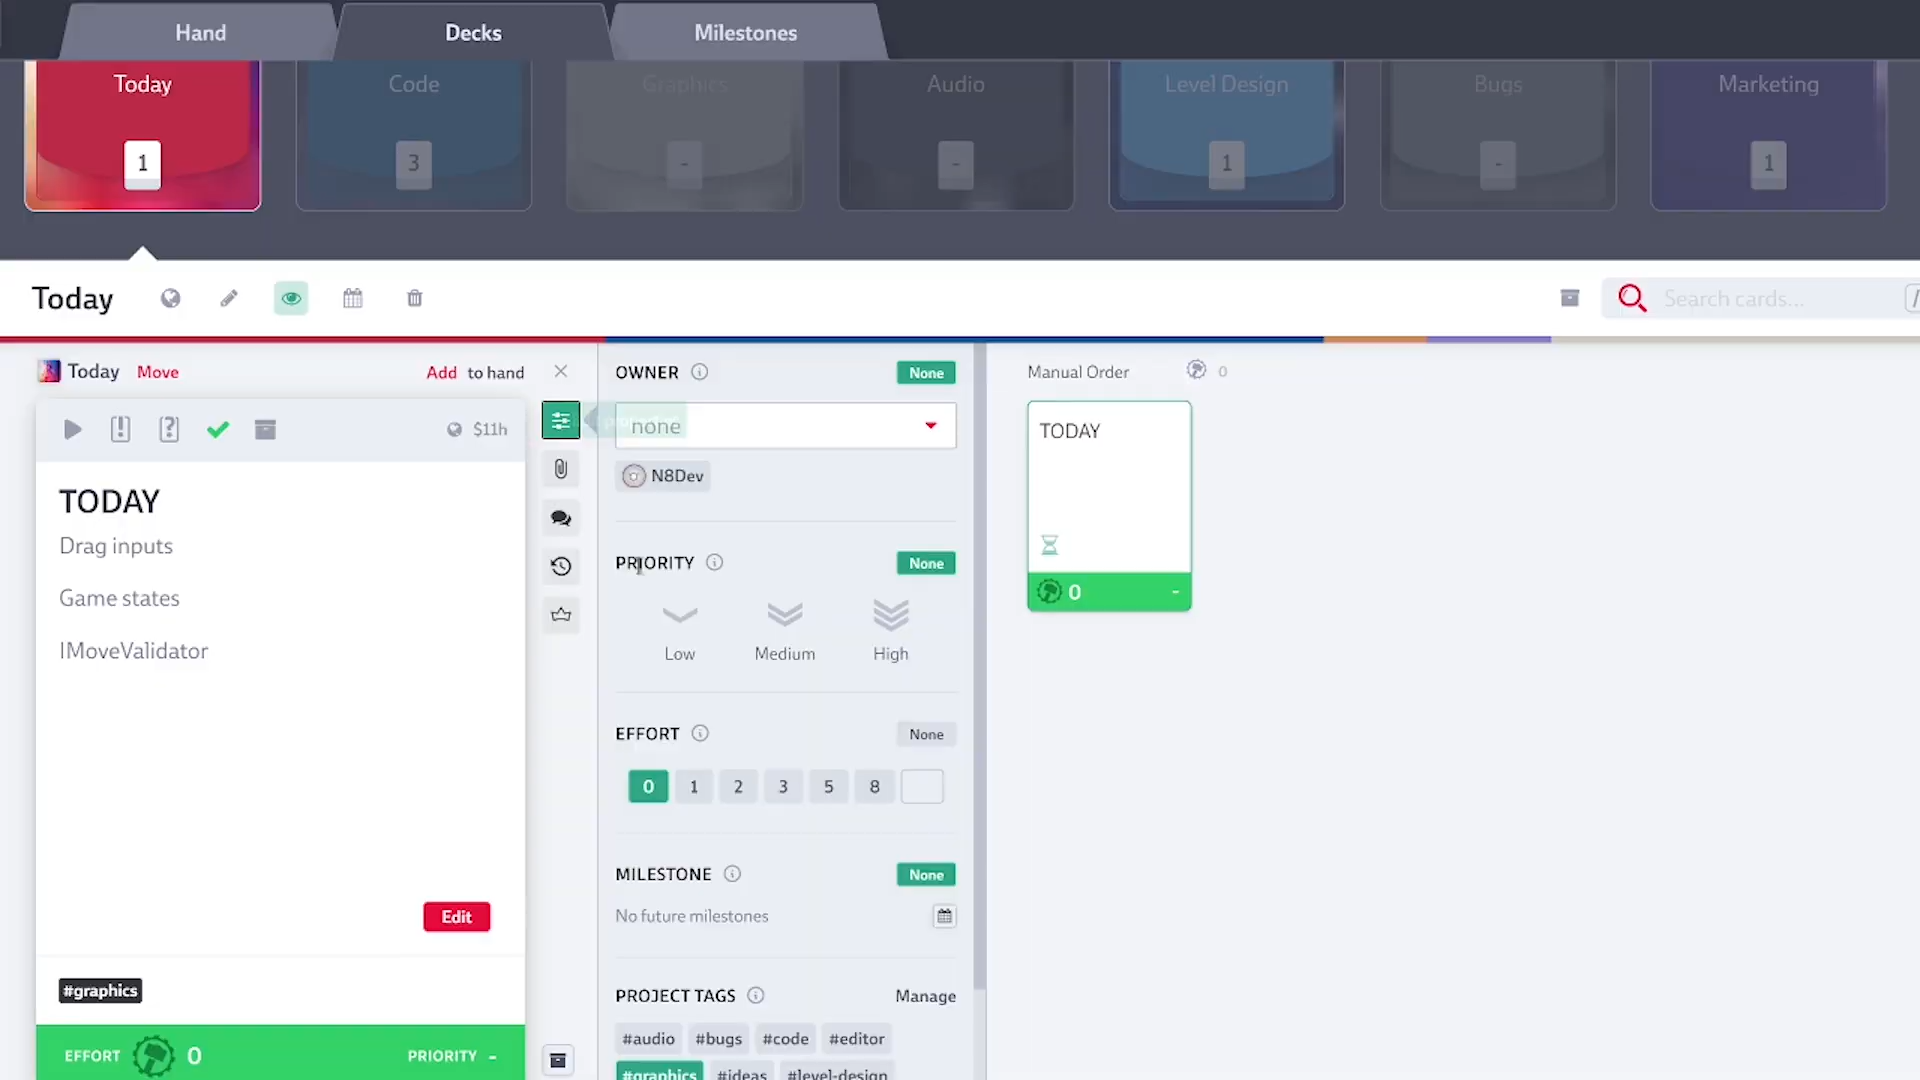 Hand
Decks
Milestones
Today
Code
Graphics
Audio
Level Design
Bugs
Marketing
1
3
-
-
1
-
1
Today
Search cards...
Today Move
Add to hand
$11h
TODAY
Drag inputs
Game states
IMoveValidator
Edit
#graphics
EFFORT 0
PRIORITY -
OWNER
None
none
N8Dev
PRIORITY
None
Low
Medium
High
EFFORT
None
0 1 2 3 5 8
MILESTONE
None
No future milestones
PROJECT TAGS
Manage
#audio #bugs #code #editor
#graphics #ideas #level-design
Manual Order
0
TODAY
0 -